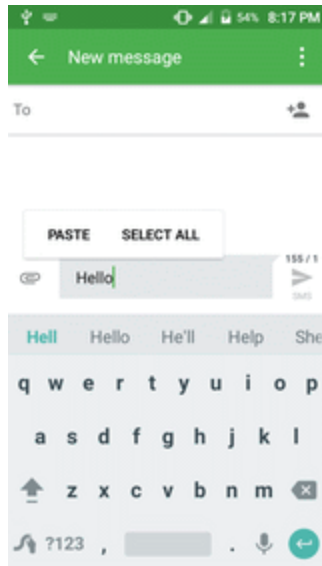 54% 8:17 PM
New message
To
PASTE SELECT ALL
155 / 1
Hello
SMS
Hell Hello He'll Help She
q w e r t y u i o p
a s d f g h j k l
z x c v b n m
?123 , .